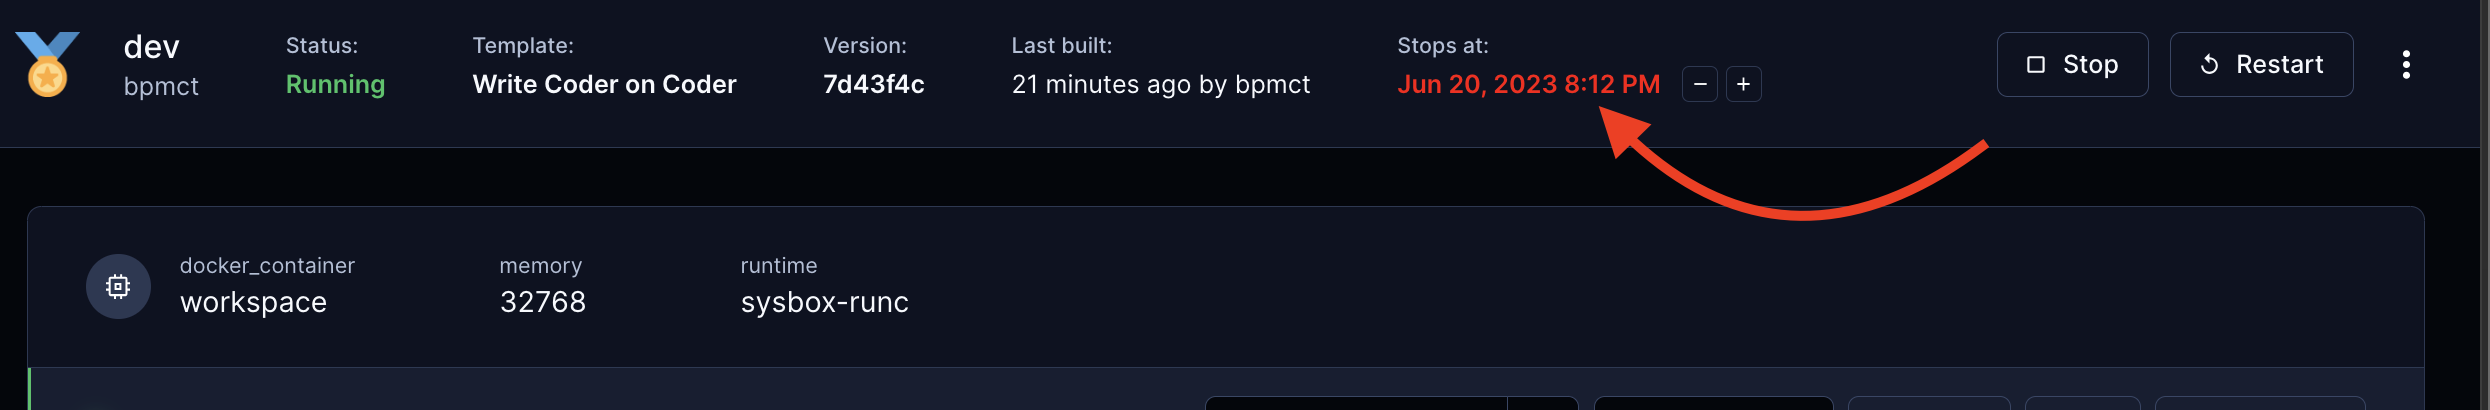 dev
bpmct
Status:
Running
Template:
Write Coder on Coder
Version:
7d43f4c
Last built:
21 minutes ago by bpmct
Stops at:
Jun 20, 2023 8:12 PM
−
+
Stop
Restart
docker_container
workspace
memory
32768
runtime
sysbox-runc